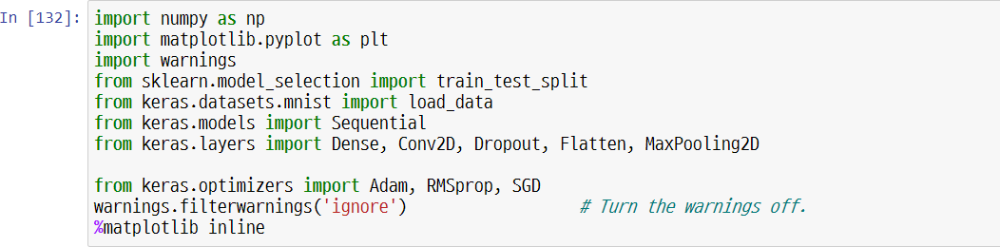 In [132]:
import numpy as np
import matplotlib.pyplot as plt
import warnings
from sklearn.model_selection import train_test_split
from keras.datasets.mnist import load_data
from keras.models import Sequential
from keras.layers import Dense, Conv2D, Dropout, Flatten, MaxPooling2D
from keras.optimizers import Adam, RMSprop, SGD
warnings.filterwarnings('ignore') # Turn the warnings off.
%matplotlib inline